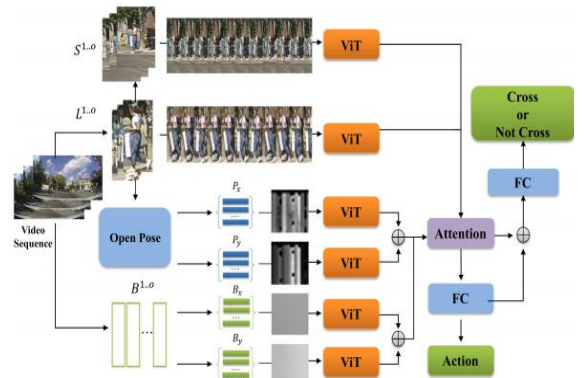 S^{1..o}
ViT
L^{1..o}
ViT
Cross
or
Not Cross
Video
Sequence
Open Pose
P_x
...
ViT
FC
P_y
...
ViT
Attention
B^{1..o}
...
B_x
...
ViT
FC
B_y
...
ViT
Action